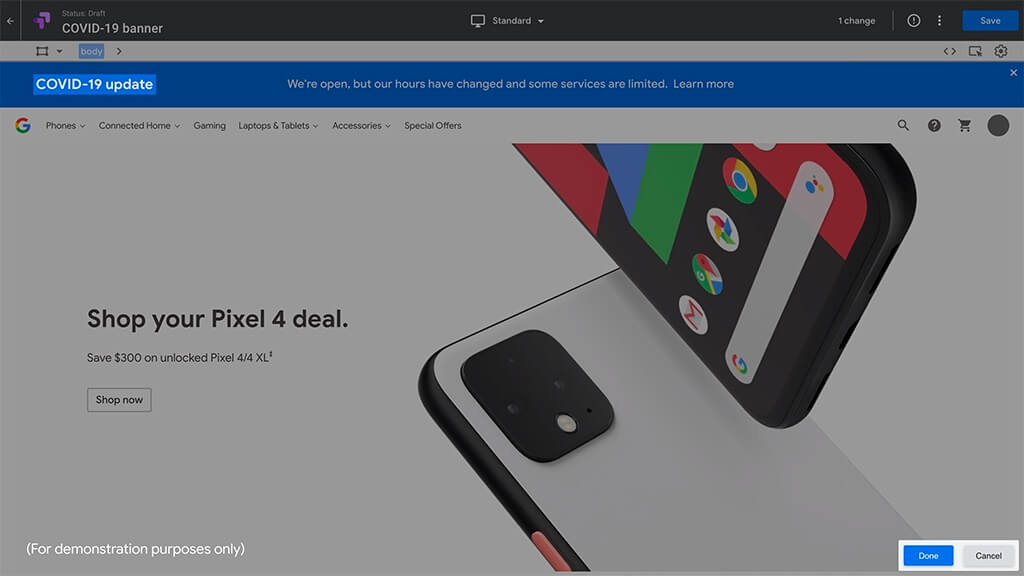 Status: Draft
COVID-19 banner
Standard
1 change
Save
body
COVID-19 update
We're open, but our hours have changed and some services are limited. Learn more
Phones
Connected Home
Gaming
Laptops & Tablets
Accessories
Special Offers
Shop your Pixel 4 deal.
Save $300 on unlocked Pixel 4/4 XL‡
Shop now
(For demonstration purposes only)
Done
Cancel